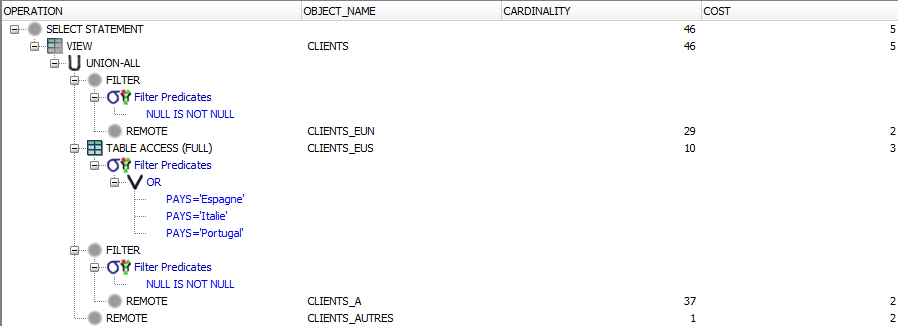 OPERATION OBJECT_NAME CARDINALITY COST
SELECT STATEMENT 46 5
VIEW CLIENTS 46 5
UNION-ALL
FILTER
Filter Predicates
NULL IS NOT NULL
REMOTE CLIENTS_EUN 29 2
TABLE ACCESS (FULL) CLIENTS_EUS 10 3
Filter Predicates
OR
PAYS='Espagne'
PAYS='Italie'
PAYS='Portugal'
FILTER
Filter Predicates
NULL IS NOT NULL
REMOTE CLIENTS_A 37 2
REMOTE CLIENTS_AUTRES 1 2